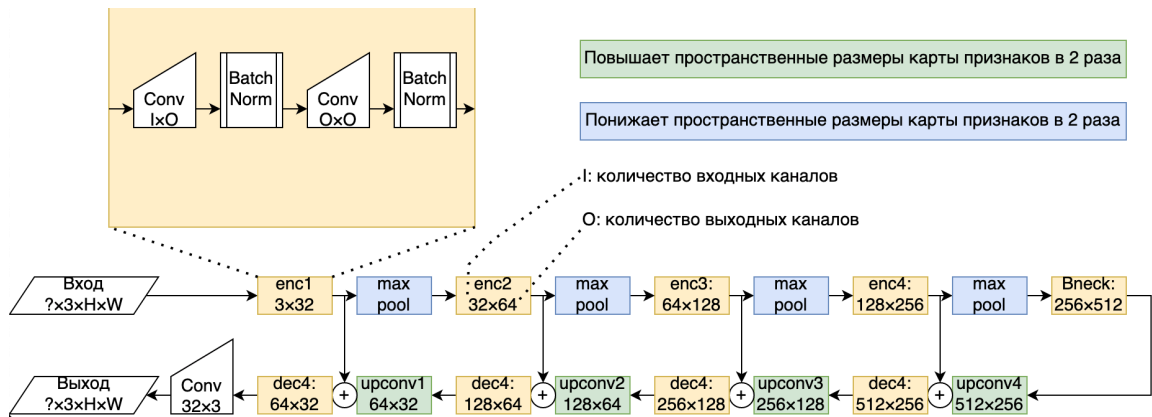 Conv
I×O
Batch
Norm
Conv
O×O
Batch
Norm
Повышает пространственные размеры карты признаков в 2 раза
Понижает пространственные размеры карты признаков в 2 раза
I: количество входных каналов
O: количество выходных каналов
Вход
?×3×H×W
enc1
3×32
max
pool
enc2
32×64
max
pool
enc3:
64×128
max
pool
enc4:
128×256
max
pool
Bneck:
256×512
Выход
?×3×H×W
Conv
32×3
dec4:
64×32
+
upconv1
64×32
dec4:
128×64
+
upconv2
128×64
dec4:
256×128
+
upconv3
256×128
dec4:
512×256
+
upconv4
512×256